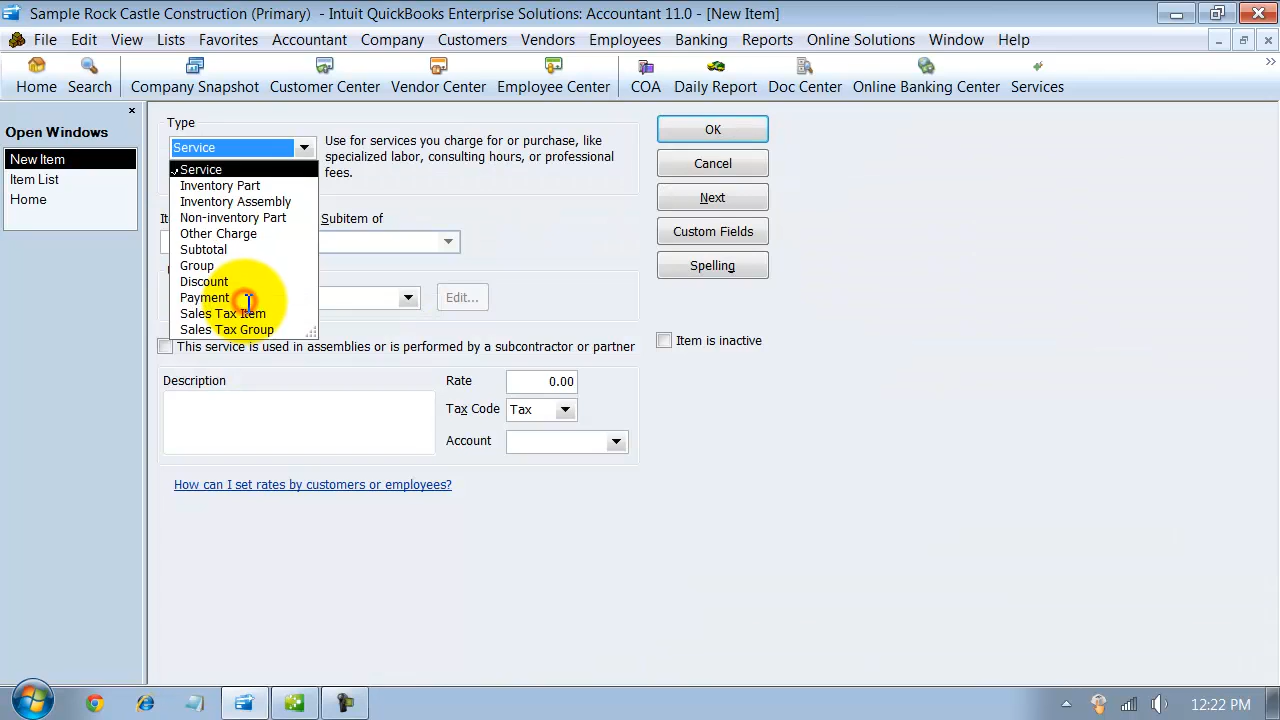 Sample Rock Castle Construction (Primary) - Intuit QuickBooks Enterprise Solutions: Accountant 11.0 - [New Item]
File Edit View Lists Favorites Accountant Company Customers Vendors Employees Banking Reports Online Solutions Window Help
Home Search Company Snapshot Customer Center Vendor Center Employee Center COA Daily Report Doc Center Online Banking Center Services
Open Windows
New Item
Item List
Home
Type
Service
Use for services you charge for or purchase, like
specialized labor, consulting hours, or professional
fees.
Service
Inventory Part
Inventory Assembly
Non-inventory Part
Other Charge
Subtotal
Group
Discount
Payment
Sales Tax Item
Sales Tax Group
Subitem of
Edit...
This service is used in assemblies or is performed by a subcontractor or partner
Description
Rate 0.00
Tax Code Tax
Account
How can I set rates by customers or employees?
OK
Cancel
Next
Custom Fields
Spelling
Item is inactive
12:22 PM